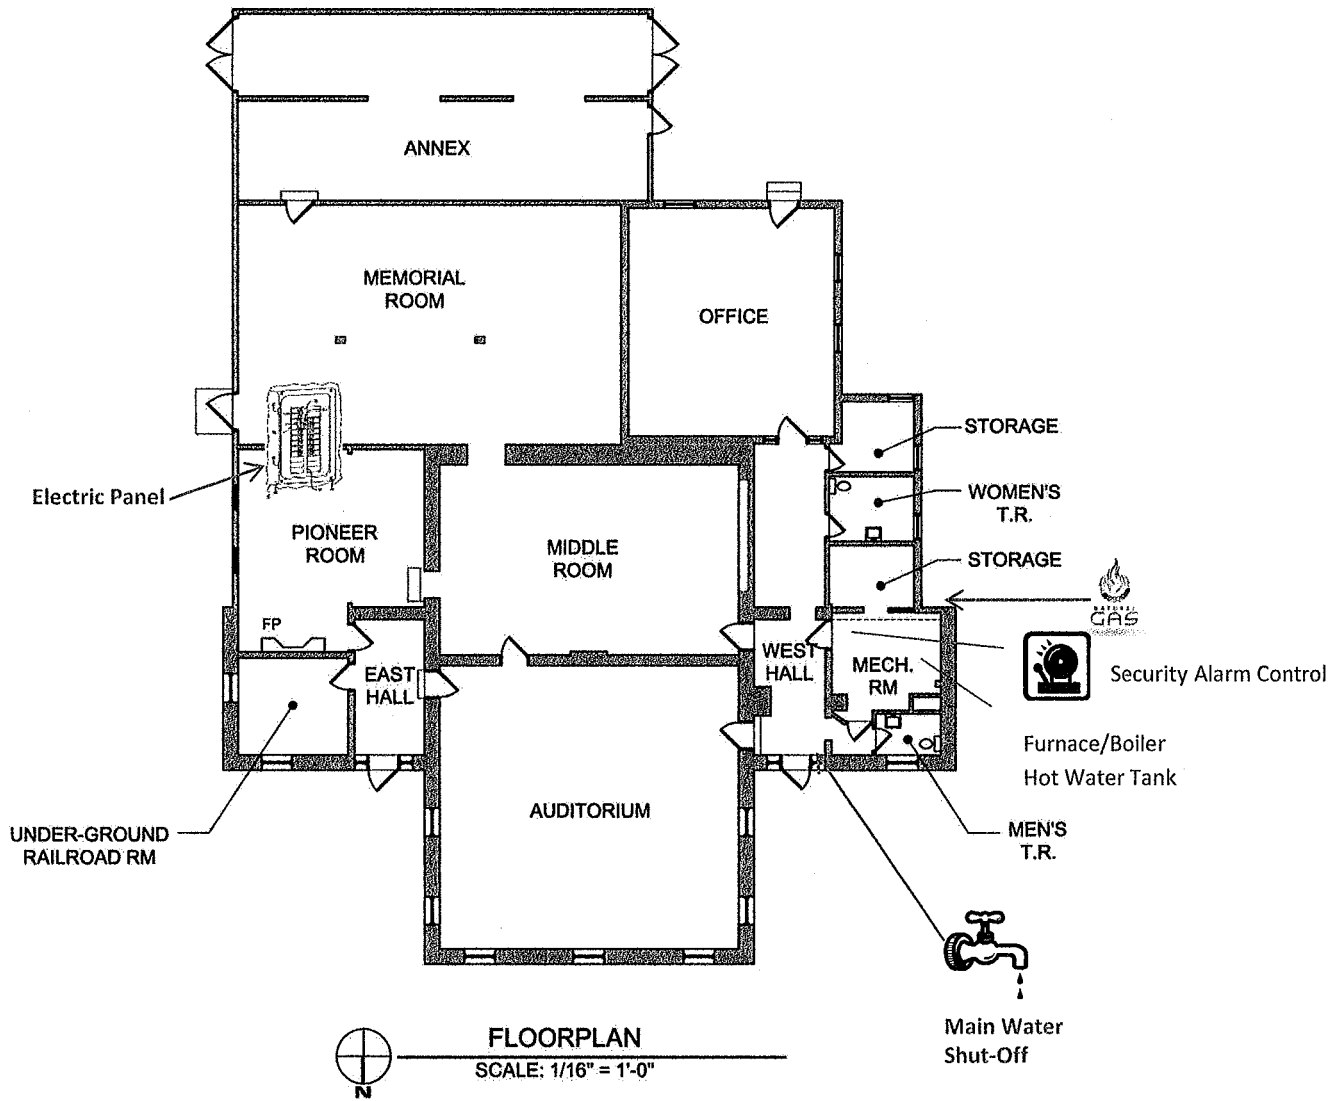 ANNEX
MEMORIAL
ROOM
OFFICE
STORAGE
Electric Panel
WOMEN'S
T.R.
PIONEER
ROOM
MIDDLE
ROOM
STORAGE
NATURAL
GAS
FP
WEST
HALL
MECH.
RM
EAST
HALL
Security Alarm Control
Furnace/Boiler
Hot Water Tank
AUDITORIUM
UNDER-GROUND
RAILROAD RM
MEN'S
T.R.
Main Water
Shut-Off
FLOORPLAN
SCALE: 1/16" = 1'-0"
N